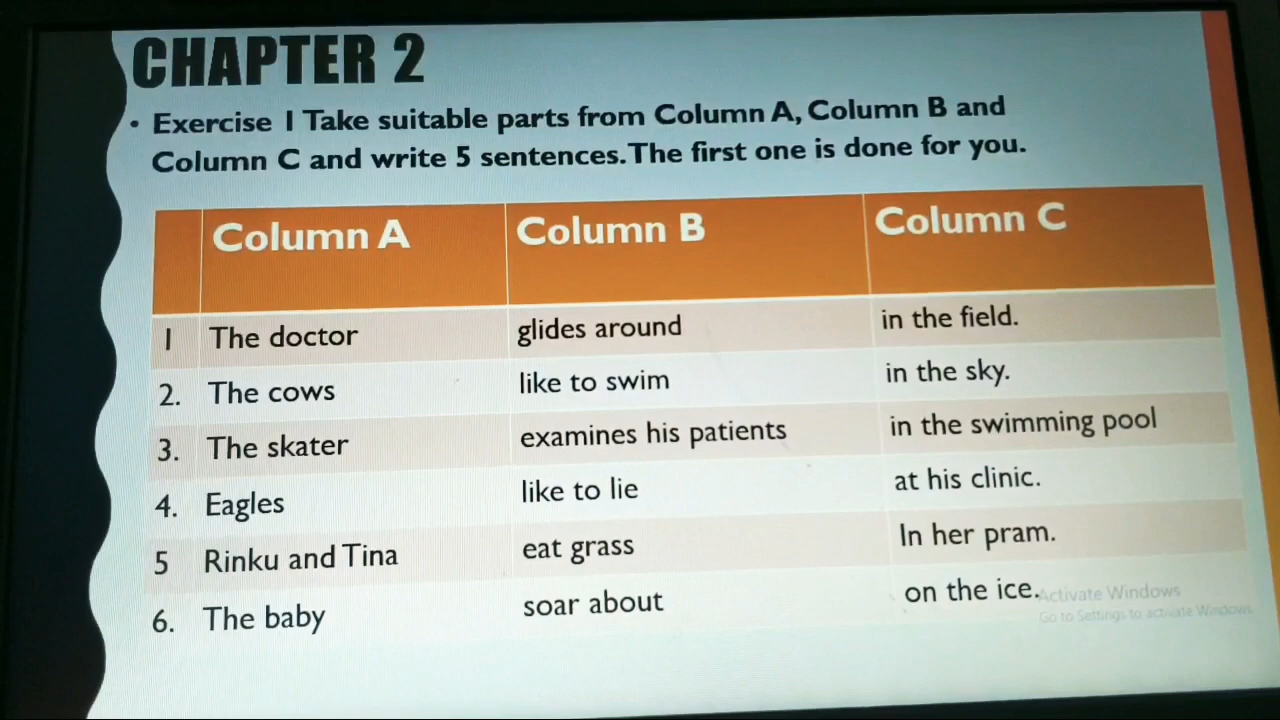 CHAPTER 2
• Exercise 1 Take suitable parts from Column A, Column B and
Column C and write 5 sentences. The first one is done for you.
Column A Column B Column C
1 The doctor glides around in the field.
2. The cows like to swim in the sky.
3. The skater examines his patients in the swimming pool
4. Eagles like to lie at his clinic.
5 Rinku and Tina eat grass In her pram.
6. The baby soar about on the ice.
Activate Windows
Go to Settings to activate Windows.